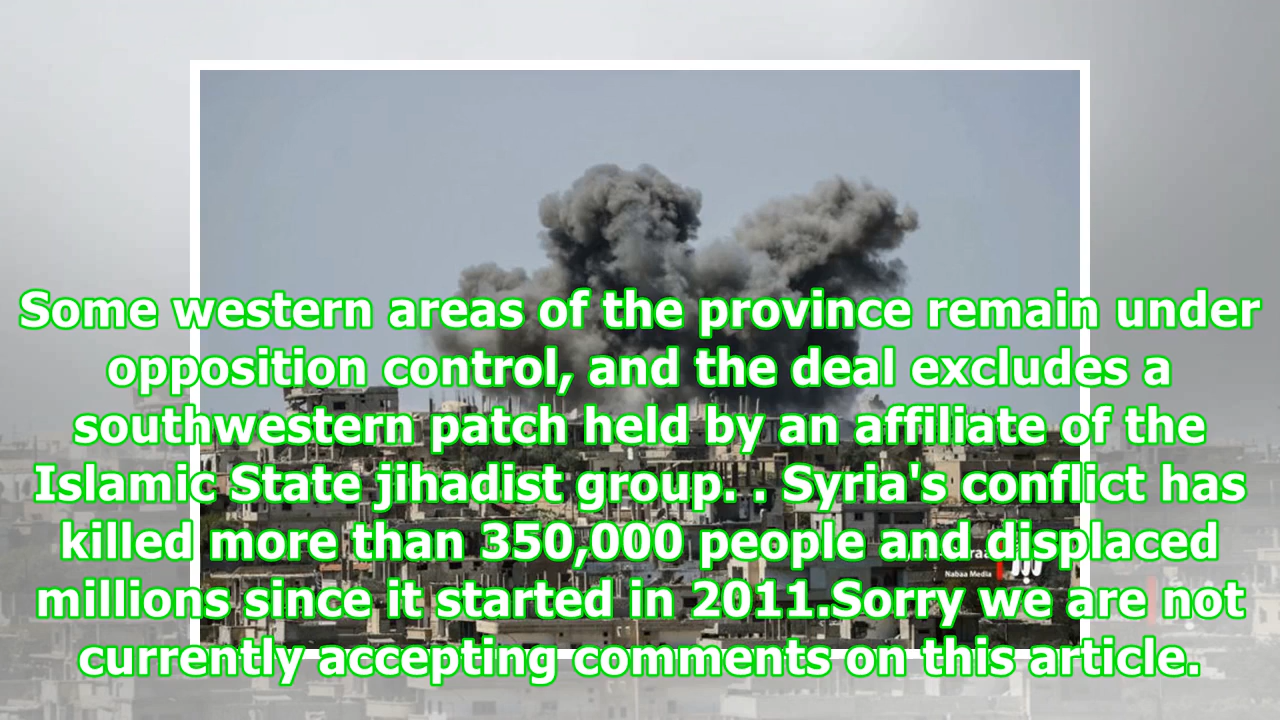 Some western areas of the province remain under
opposition control, and the deal excludes a
southwestern patch held by an affiliate of the
Islamic State jihadist group. . Syria's conflict has
killed more than 350,000 people and displaced
millions since it started in 2011.Sorry we are not
currently accepting comments on this article.
Nabaa Media